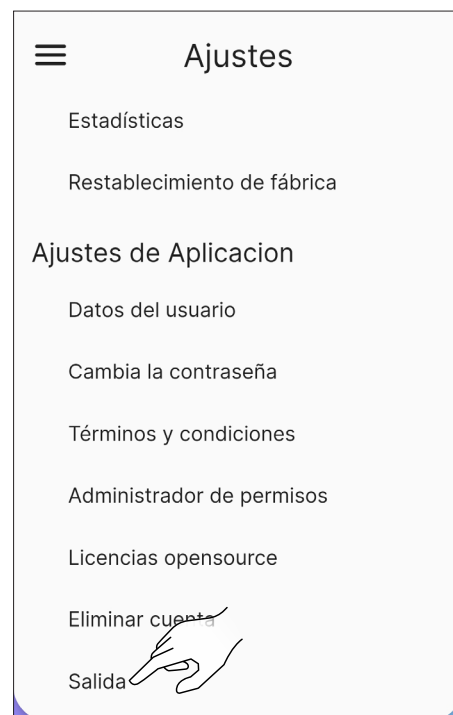 Ajustes
Estadísticas
Restablecimiento de fábrica
Ajustes de Aplicacion
Datos del usuario
Cambia la contraseña
Términos y condiciones
Administrador de permisos
Licencias opensource
Eliminar cuenta
Salida